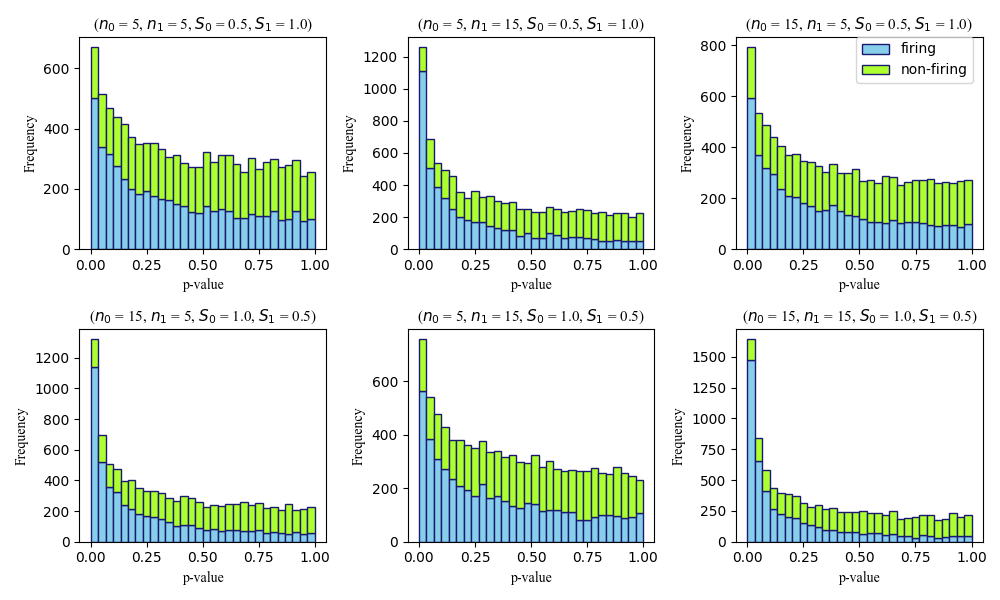 (n₀ = 5, n₁ = 5, S₀ = 0.5, S₁ = 1.0)
Frequency
600
400
200
0
0.00 0.25 0.50 0.75 1.00
p-value
(n₀ = 5, n₁ = 15, S₀ = 0.5, S₁ = 1.0)
Frequency
1200
1000
800
600
400
200
0
0.00 0.25 0.50 0.75 1.00
p-value
(n₀ = 15, n₁ = 5, S₀ = 0.5, S₁ = 1.0)
firing
non-firing
Frequency
800
600
400
200
0
0.00 0.25 0.50 0.75 1.00
p-value
(n₀ = 15, n₁ = 5, S₀ = 1.0, S₁ = 0.5)
Frequency
1200
1000
800
600
400
200
0
0.00 0.25 0.50 0.75 1.00
p-value
(n₀ = 5, n₁ = 15, S₀ = 1.0, S₁ = 0.5)
Frequency
600
400
200
0
0.00 0.25 0.50 0.75 1.00
p-value
(n₀ = 15, n₁ = 15, S₀ = 1.0, S₁ = 0.5)
Frequency
1500
1250
1000
750
500
250
0
0.00 0.25 0.50 0.75 1.00
p-value